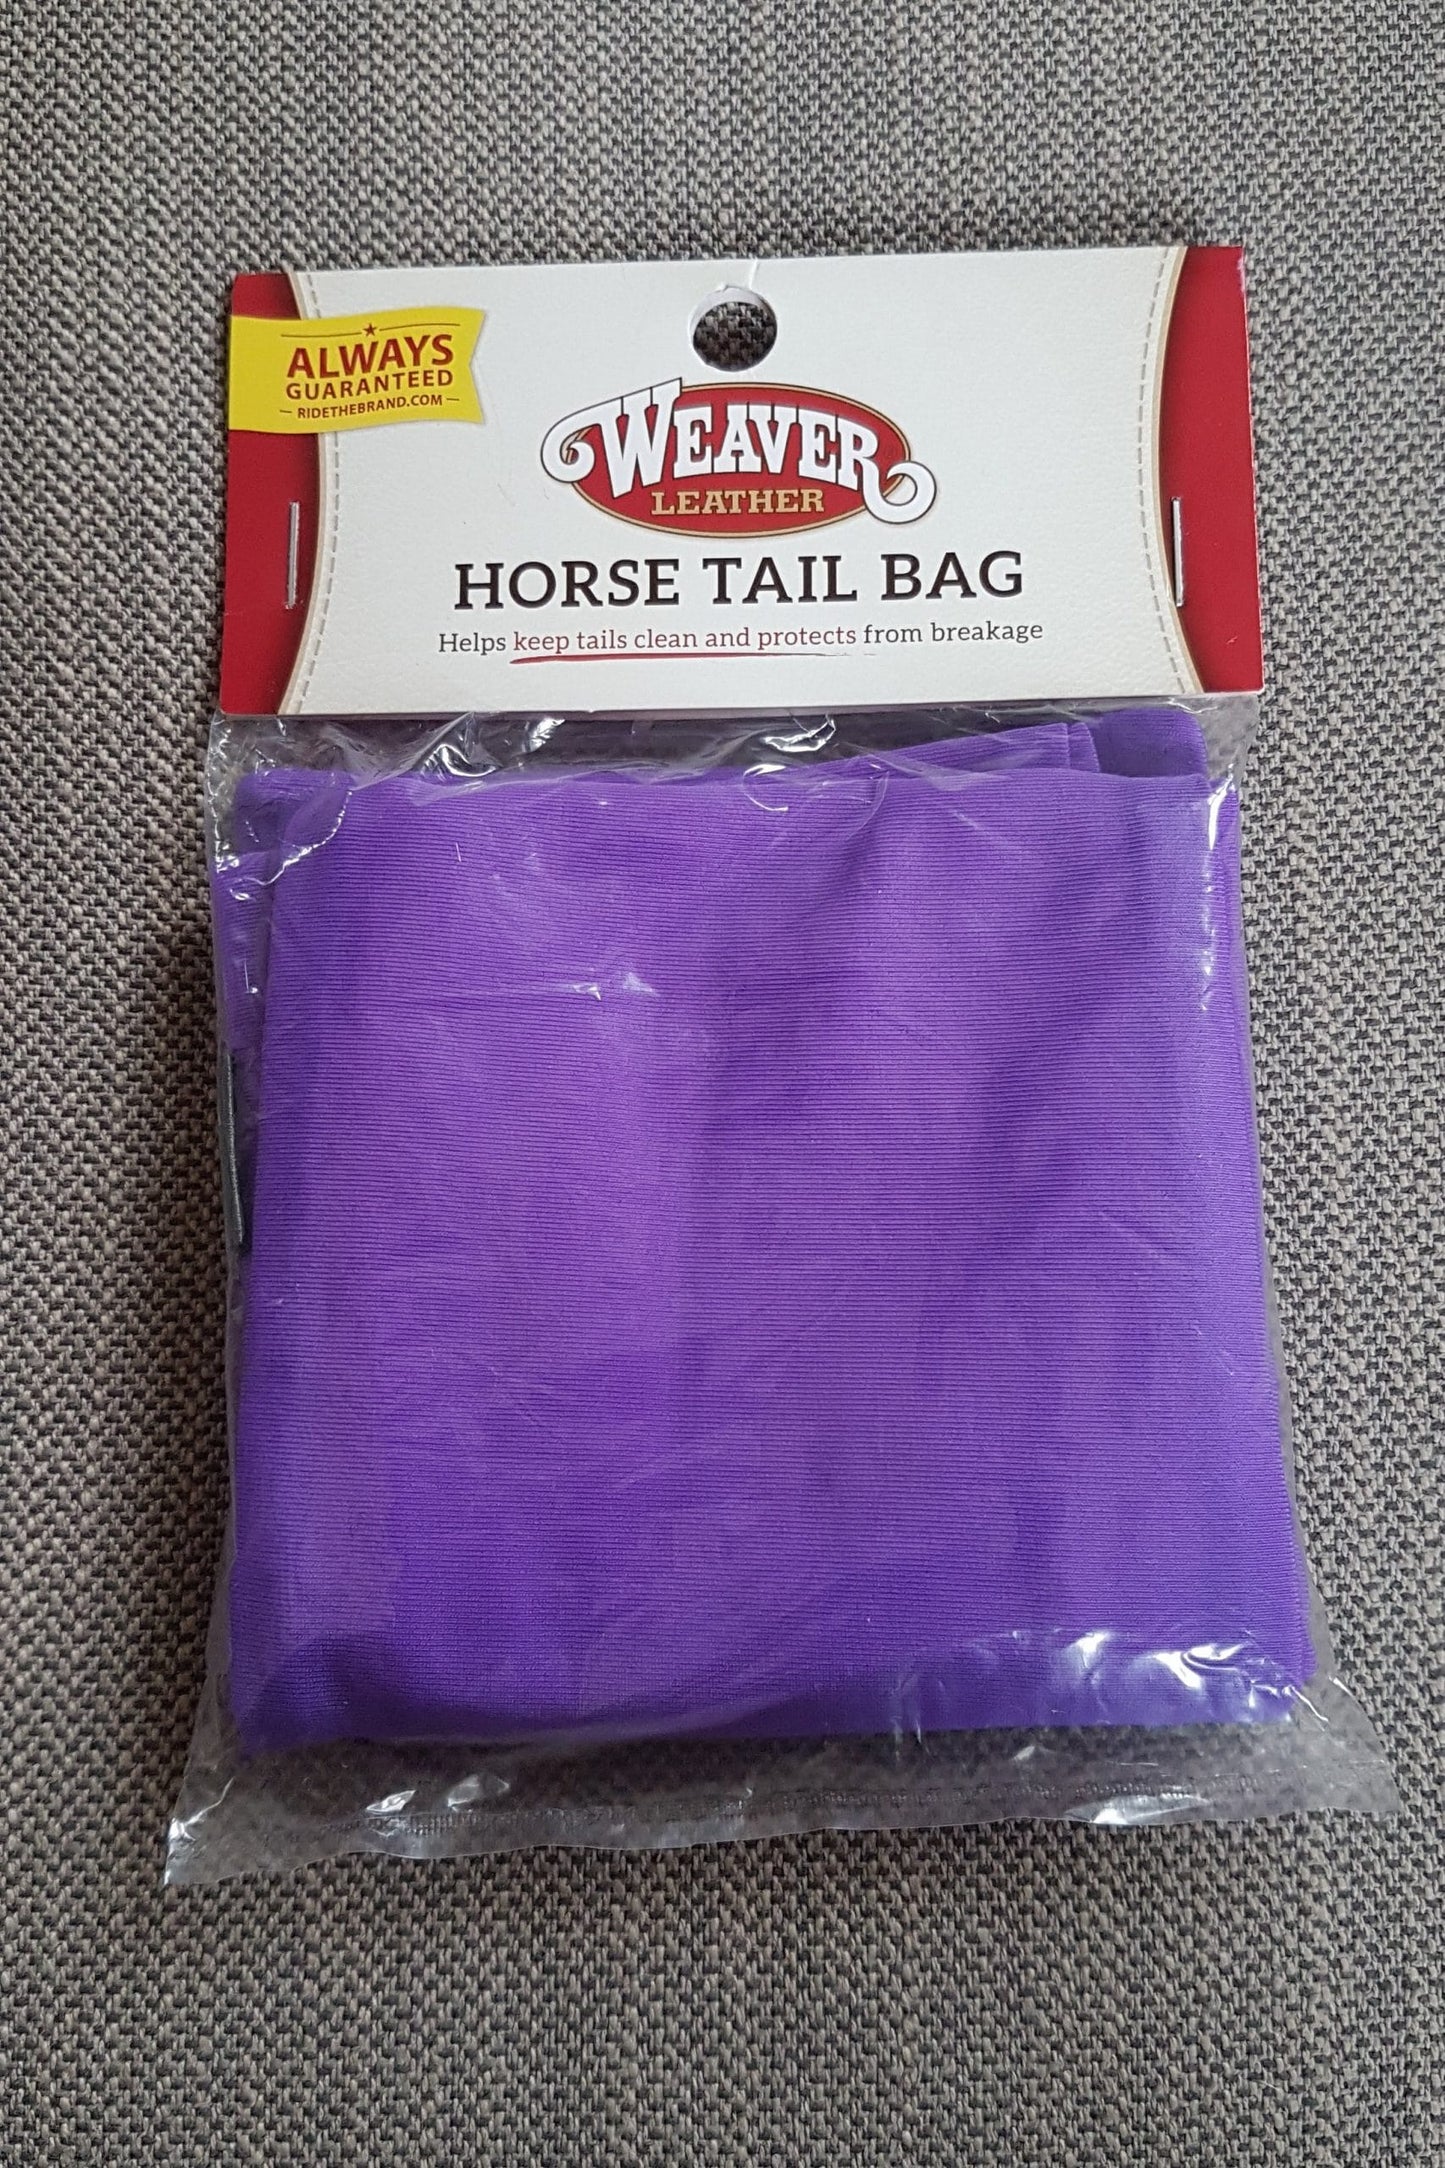 ALWAYS
GUARANTEED
RIDETHEBRAND.COM
WEAVER
LEATHER
HORSE TAIL BAG
Helps keep tails clean and protects from breakage